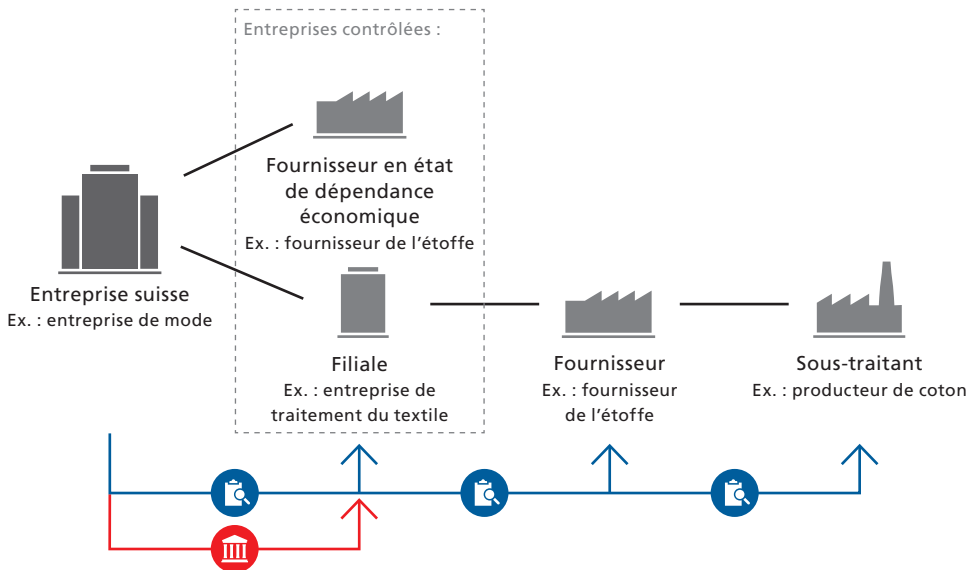 Entreprises contrôlées :
Fournisseur en état
de dépendance
économique
Ex. : fournisseur de l’étoffe
Entreprise suisse
Ex. : entreprise de mode
Filiale
Ex. : entreprise de
traitement du textile
Fournisseur
Ex. : fournisseur
de l’étoffe
Sous-traitant
Ex. : producteur de coton